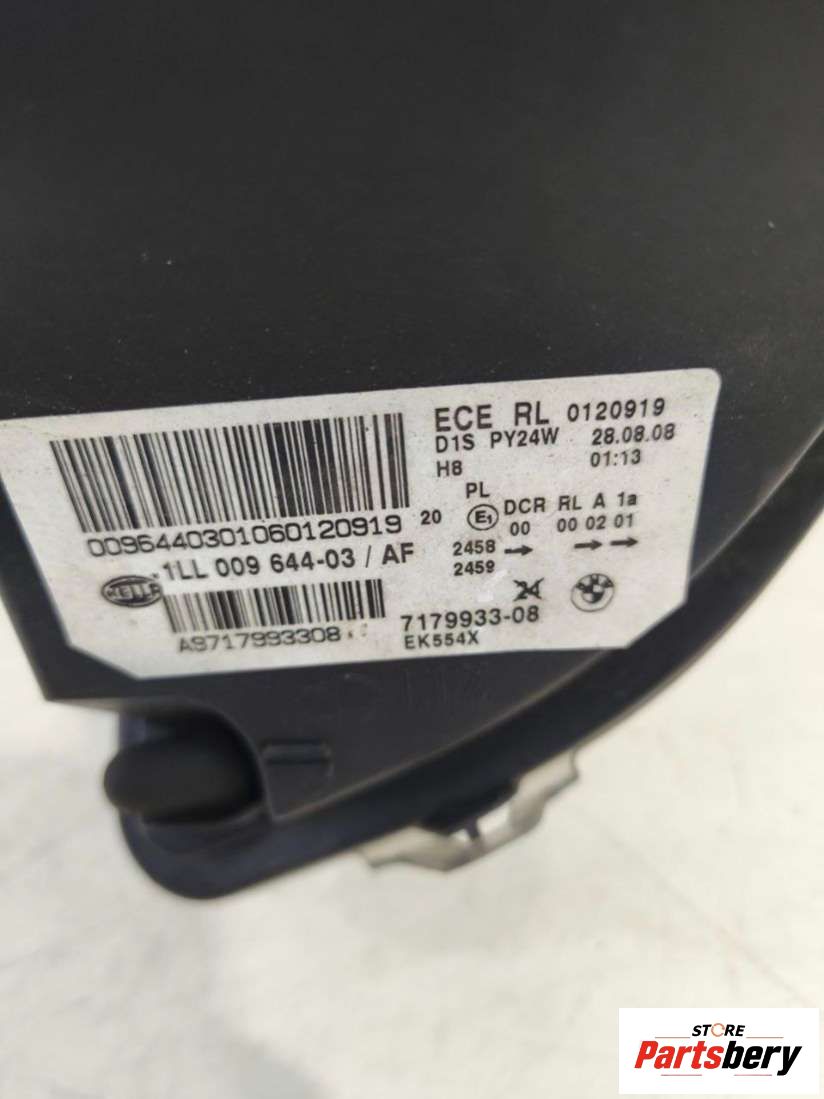 ECE RL 0120919
D1S PY24W 28.08.08
H8 01:13
0096440301060120919 20
PL
E1 DCR RL A 1a
00 00 02 01
1LL 009 644-03 / AF
2458
2459
HELLA
A9717993308
7179933-08
EK554X
STORE
Partsbery